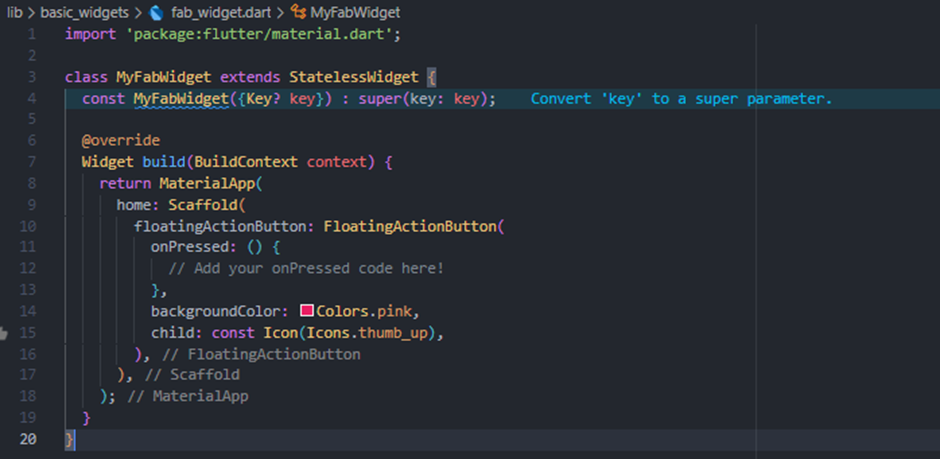 lib > basic_widgets > fab_widget.dart > MyFabWidget
1 import 'package:flutter/material.dart';
2
3 class MyFabWidget extends StatelessWidget {
4 const MyFabWidget({Key? key}) : super(key: key); Convert 'key' to a super parameter.
5
6 @override
7 Widget build(BuildContext context) {
8 return MaterialApp(
9 home: Scaffold(
10 floatingActionButton: FloatingActionButton(
11 onPressed: () {
12 // Add your onPressed code here!
13 },
14 backgroundColor: Colors.pink,
15 child: const Icon(Icons.thumb_up),
16 ), // FloatingActionButton
17 ), // Scaffold
18 ); // MaterialApp
19 }
20 }